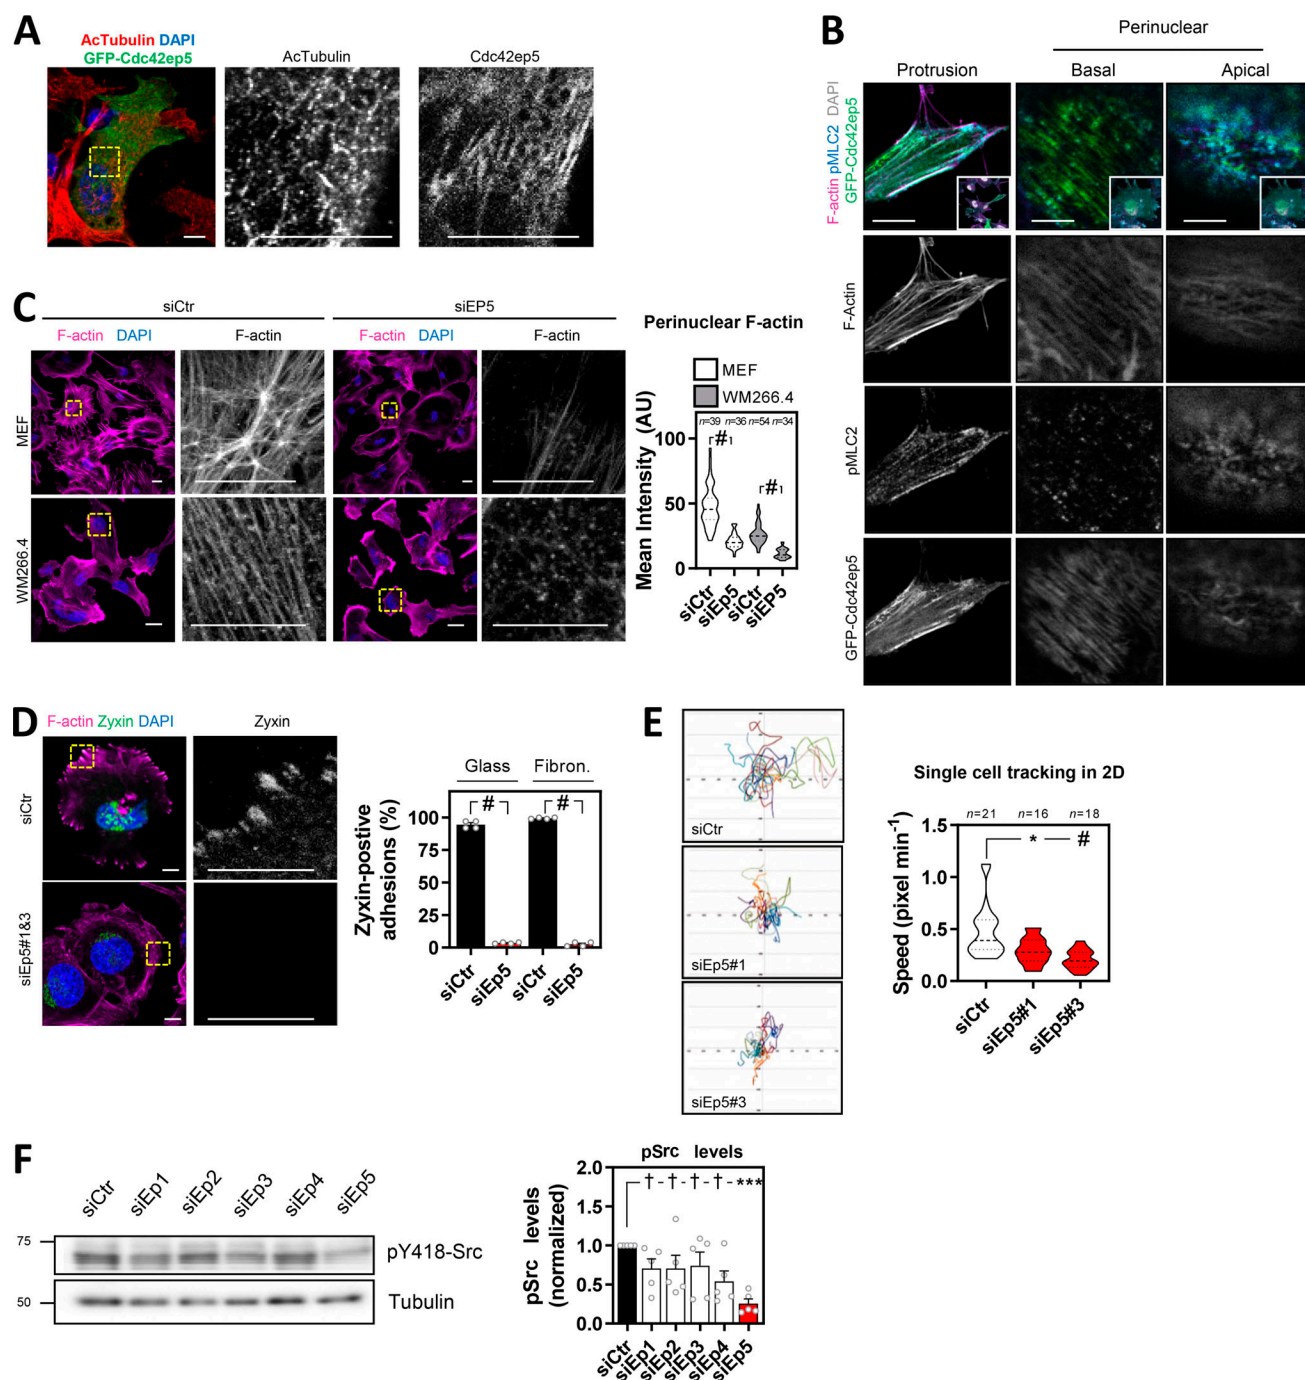 A
AcTubulin DAPI
GFP-Cdc42ep5
AcTubulin
Cdc42ep5
B
Perinuclear
Protrusion
Basal
Apical
F-actin pMLC2 DAPI
GFP-Cdc42ep5
F-Actin
pMLC2
GFP-Cdc42ep5
C
siCtr
siEP5
F-actin DAPI
F-actin
F-actin DAPI
F-actin
MEF
WM266.4
Perinuclear F-actin
MEF
WM266.4
n=39 n=36 n=54 n=34
# #
Mean Intensity (AU)
100
50
0
siCtr
siEp5
siCtr
siEP5
D
F-actin Zyxin DAPI
Zyxin
siCtr
siEp5#1&3
Glass Fibron.
# #
Zyxin-postive
adhesions (%)
100
75
50
25
0
siCtr
siEp5
siCtr
siEp5
E
siCtr
siEp5#1
siEp5#3
Single cell tracking in 2D
n=21 n=16 n=18
* #
Speed (pixel min-1)
1.5
1.0
0.5
0.0
siCtr
siEp5#1
siEp5#3
F
siCtr
siEp1
siEp2
siEp3
siEp4
siEp5
75
pY418-Src
50
Tubulin
pSrc levels
† † † † ***
pSrc levels
(normalized)
2.0
1.5
1.0
0.5
0.0
siCtr
siEp1
siEp2
siEp3
siEp4
siEp5